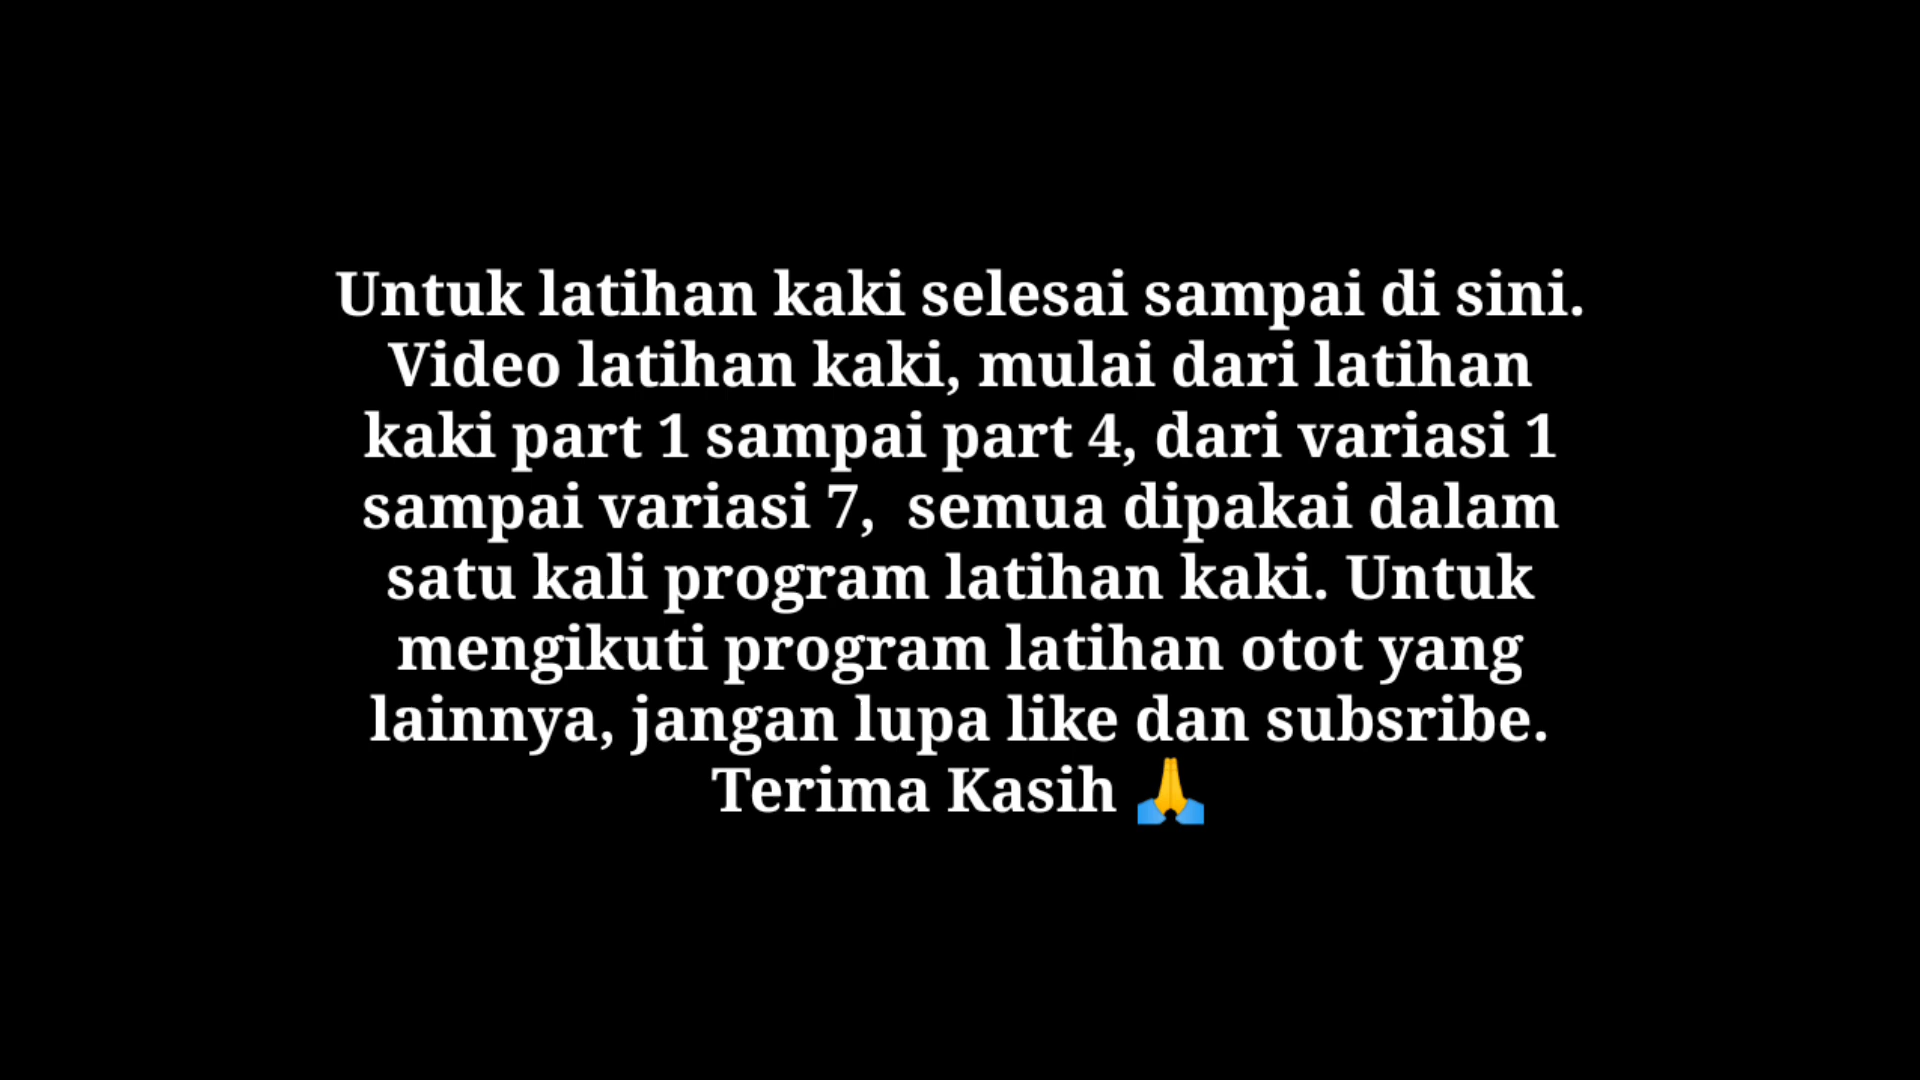 Untuk latihan kaki selesai sampai di sini.
Video latihan kaki, mulai dari latihan
kaki part 1 sampai part 4, dari variasi 1
sampai variasi 7,  semua dipakai dalam
satu kali program latihan kaki. Untuk
mengikuti program latihan otot yang
lainnya, jangan lupa like dan subsribe.
Terima Kasih 🙏